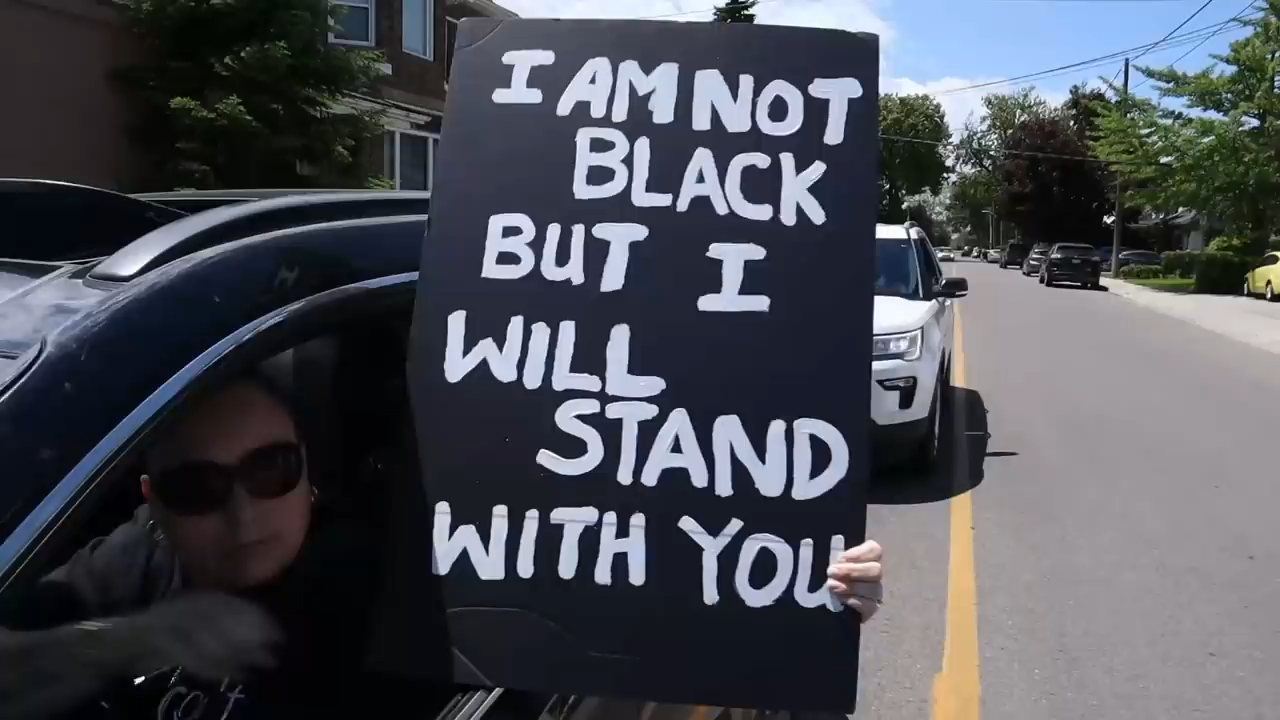 I AM NOT
BLACK
BUT I
WILL
STAND
WITH YOU